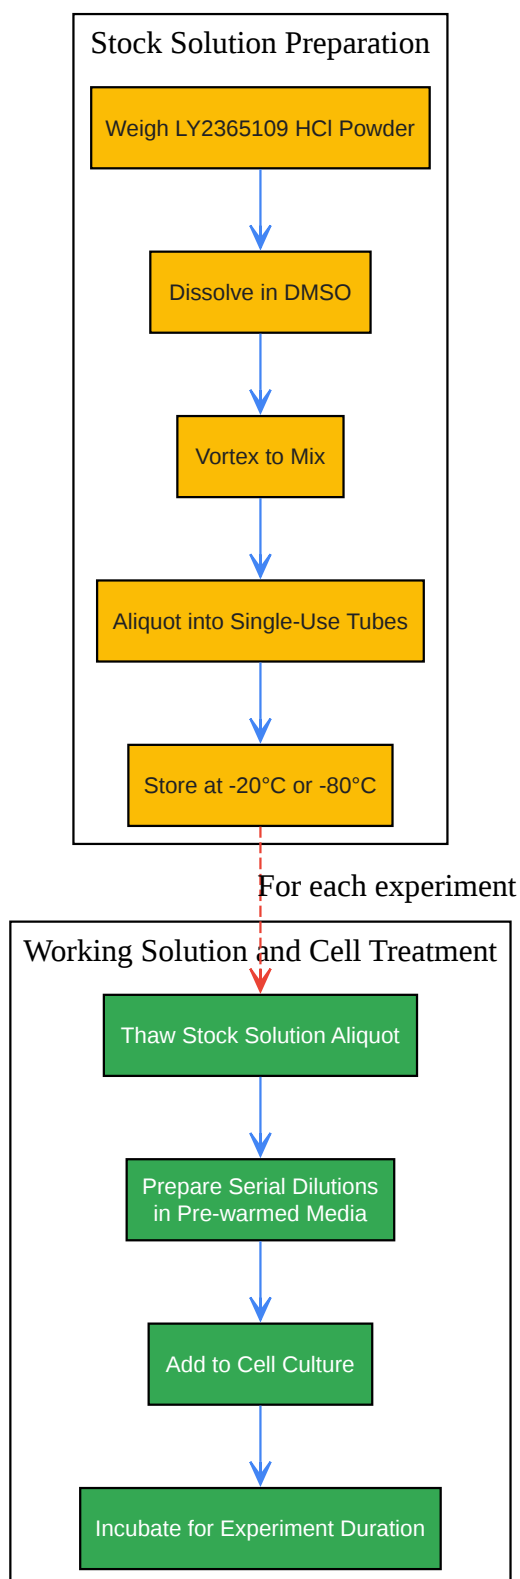 Stock Solution Preparation
Weigh LY2365109 HCl Powder
Dissolve in DMSO
Vortex to Mix
Aliquot into Single-Use Tubes
Store at -20°C or -80°C
For each experiment
Working Solution and Cell Treatment
Thaw Stock Solution Aliquot
Prepare Serial Dilutions
in Pre-warmed Media
Add to Cell Culture
Incubate for Experiment Duration